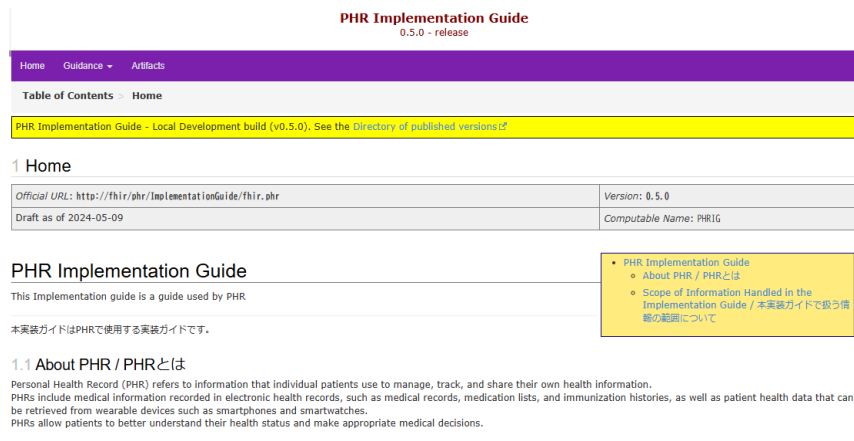 PHR Implementation Guide
0.5.0 - release
Home Guidance Artifacts
Table of Contents > Home
PHR Implementation Guide - Local Development build (v0.5.0). See the Directory of published versions
1 Home
Official URL: http://fhir/phr/ImplementationGuide/fhir.phr Version: 0.5.0
Draft as of 2024-05-09 Computable Name: PHRIG
PHR Implementation Guide
This Implementation guide is a guide used by PHR
本実装ガイドはPHRで使用する実装ガイドです。
PHR Implementation Guide
About PHR / PHRとは
Scope of Information Handled in the
Implementation Guide / 本実装ガイドで扱う情
報の範囲について
1.1 About PHR / PHRとは
Personal Health Record (PHR) refers to information that individual patients use to manage, track, and share their own health information.
PHRs include medical information recorded in electronic health records, such as medical records, medication lists, and immunization histories, as well as patient health data that can
be retrieved from wearable devices such as smartphones and smartwatches.
PHRs allow patients to better understand their health status and make appropriate medical decisions.